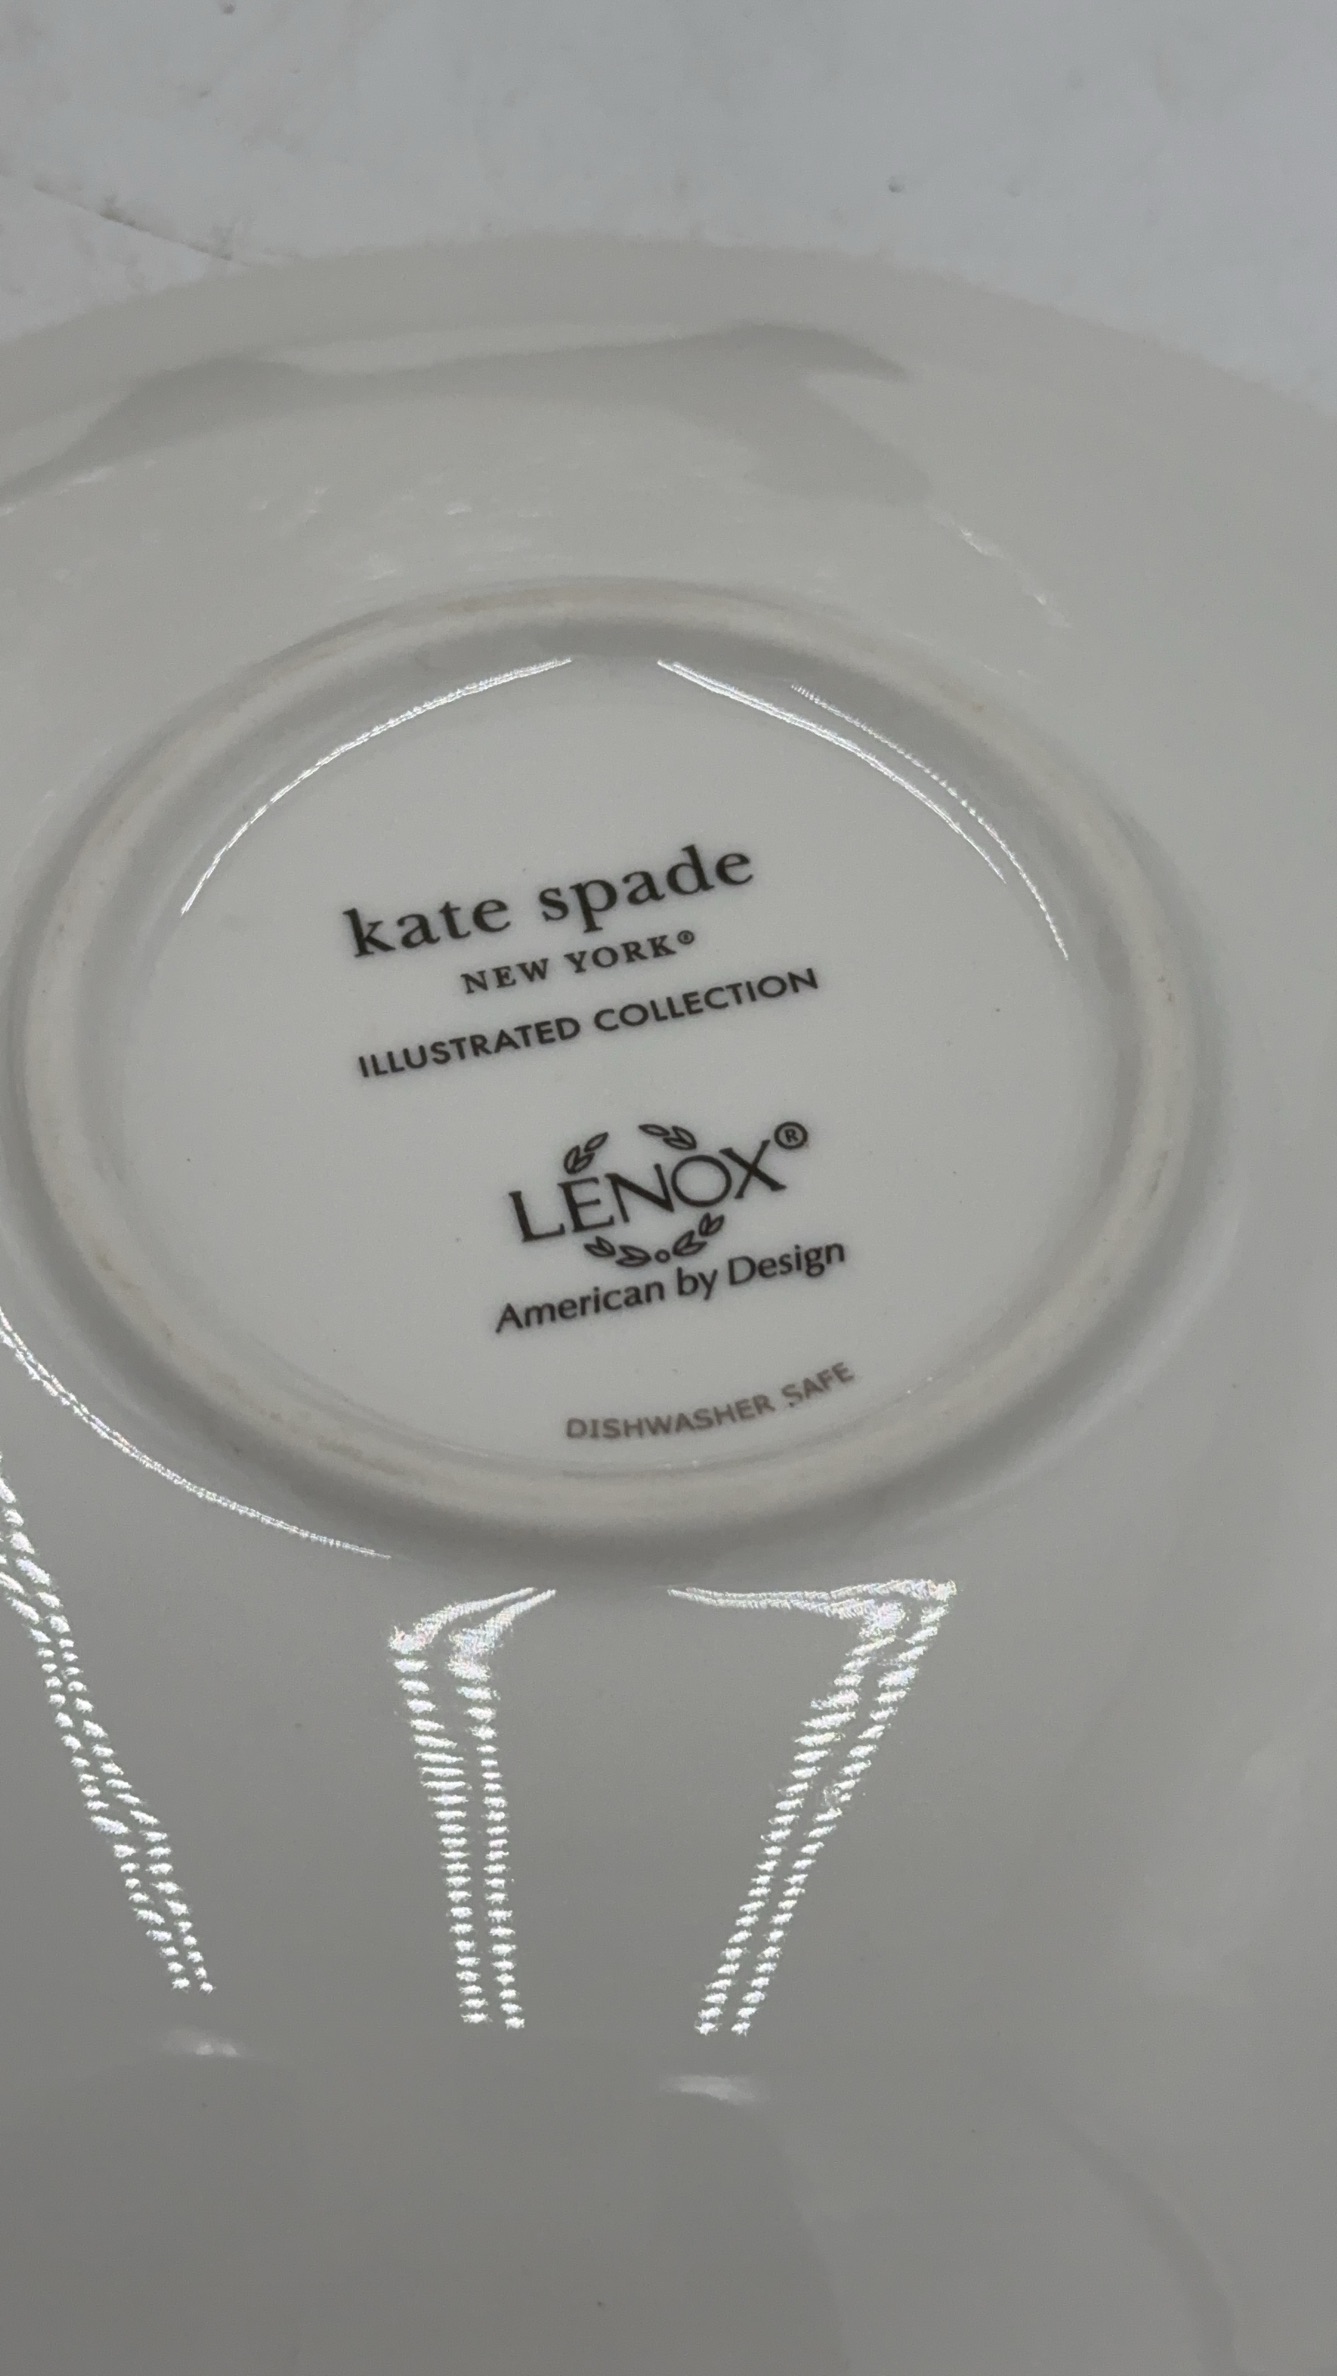 kate spade
NEW YORK®
ILLUSTRATED COLLECTION
LENOX®
American by Design
DISHWASHER SAFE